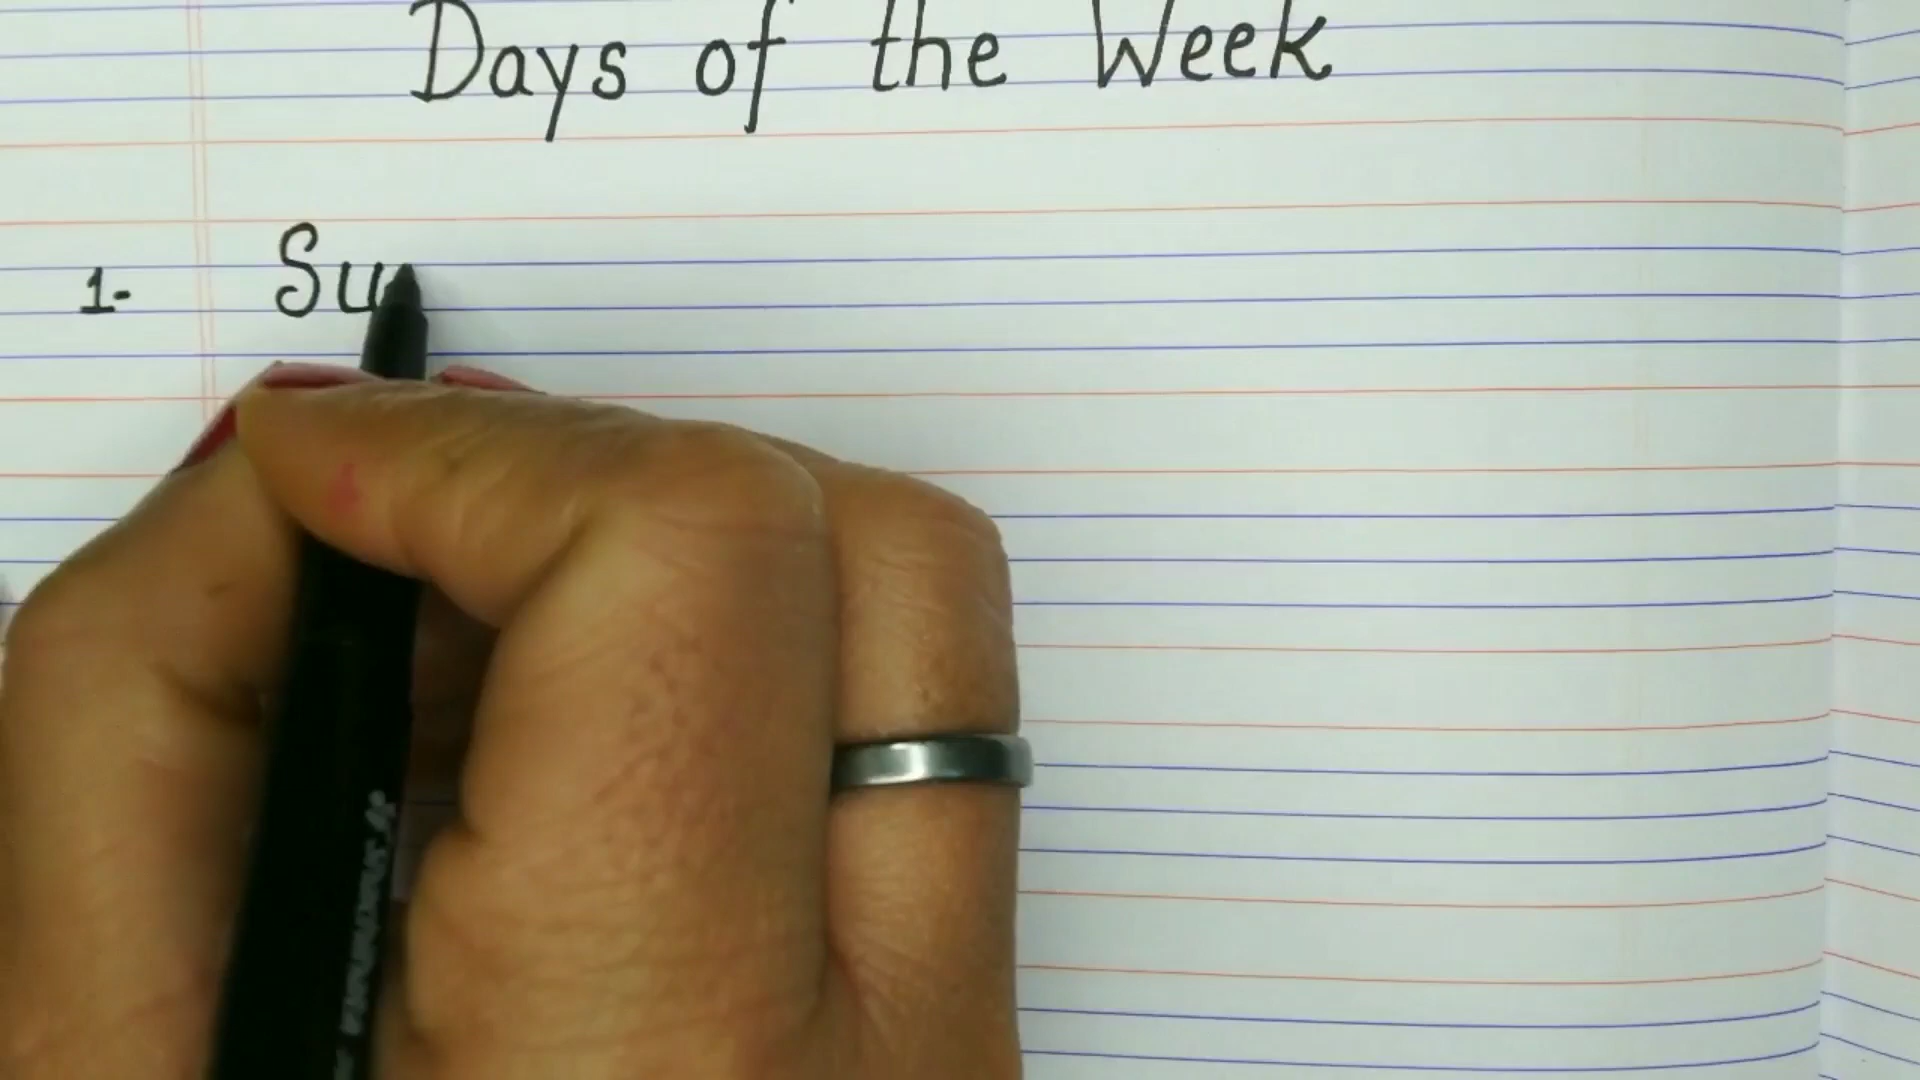 Days of the Week
1- Su